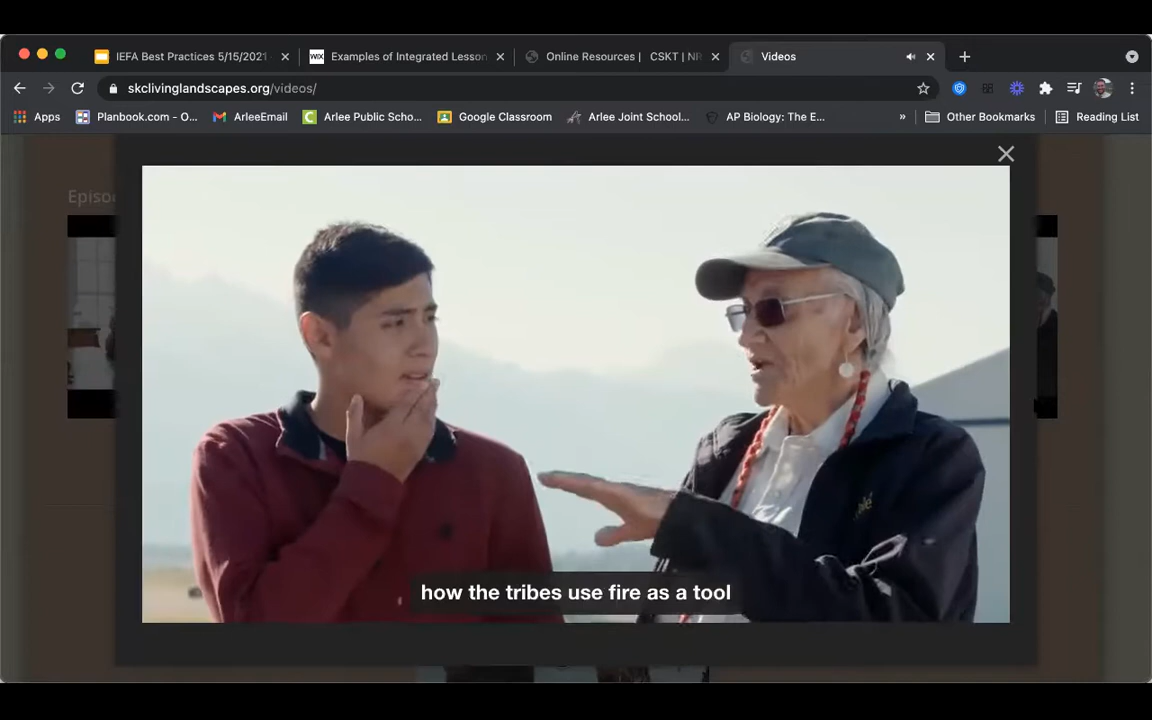 IEFA Best Practices 5/15/2021
Examples of Integrated Lesson
Online Resources | CSKT | NR
Videos
skclivinglandscapes.org/videos/
Apps
Planbook.com - O...
ArleeEmail
Arlee Public Scho...
Google Classroom
Arlee Joint School...
AP Biology: The E...
»
Other Bookmarks
Reading List
Episo
how the tribes use fire as a tool